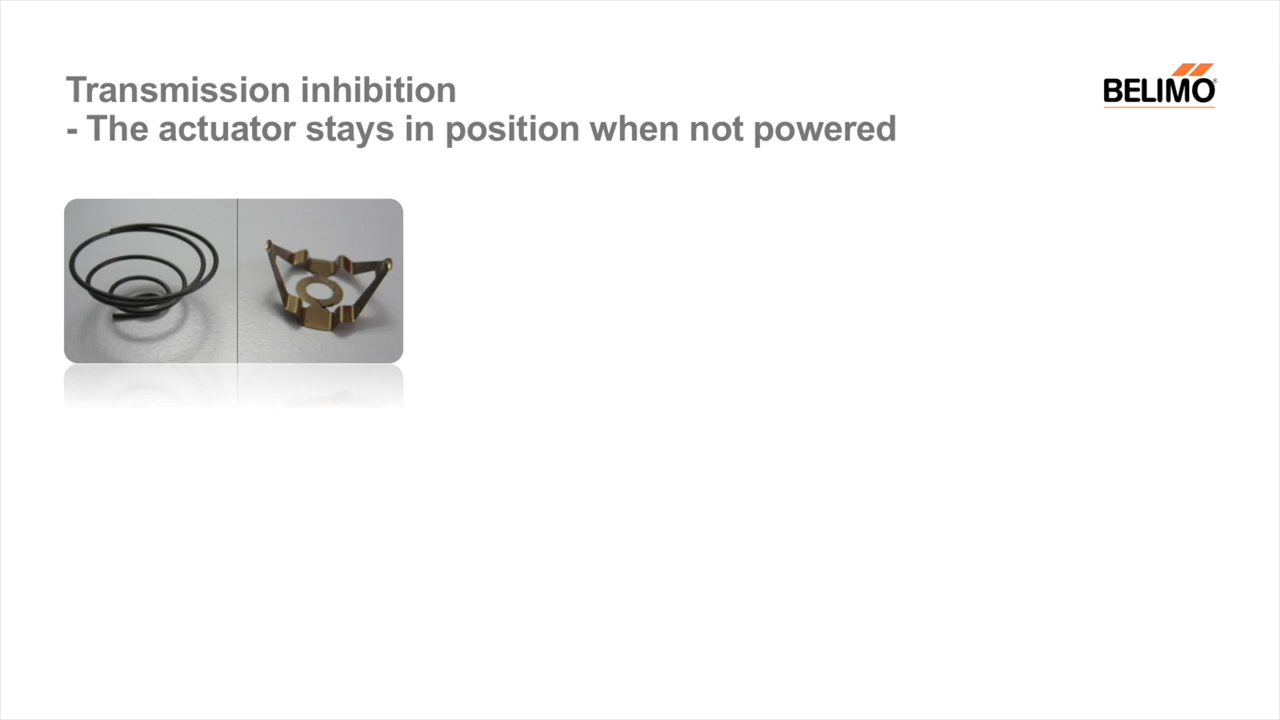 Transmission inhibition
- The actuator stays in position when not powered
BELIMO®